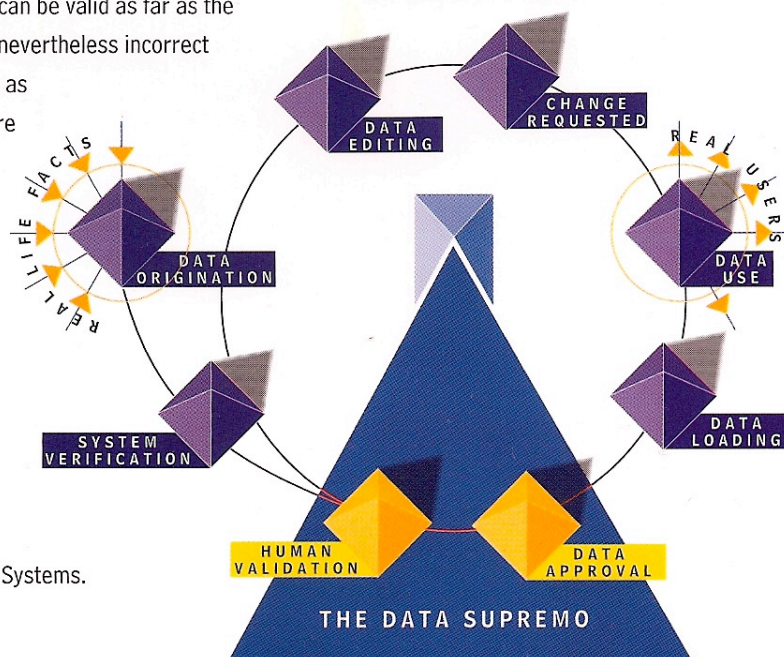 can be valid as far as the
nevertheless incorrect
as
re
CHANGE
REQUESTED
DATA
EDITING
REAL LIFE FACTS
REAL USERS
DATA
ORIGINATION
DATA
USE
SYSTEM
VERIFICATION
DATA
LOADING
HUMAN
VALIDATION
DATA
APPROVAL
Systems.
THE DATA SUPREMO